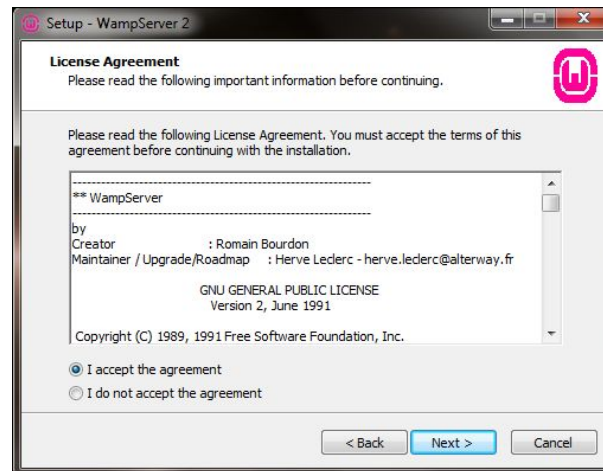 Setup - WampServer 2
License Agreement
Please read the following important information before continuing.
Please read the following License Agreement. You must accept the terms of this
agreement before continuing with the installation.
----------------------------------------------------------------
** WampServer
----------------------------------------------------------------
by
Creator : Romain Bourdon
Maintainer / Upgrade/Roadmap : Herve Leclerc - herve.leclerc@alterway.fr
GNU GENERAL PUBLIC LICENSE
Version 2, June 1991
Copyright (C) 1989, 1991 Free Software Foundation, Inc.
I accept the agreement
I do not accept the agreement
< Back Next > Cancel